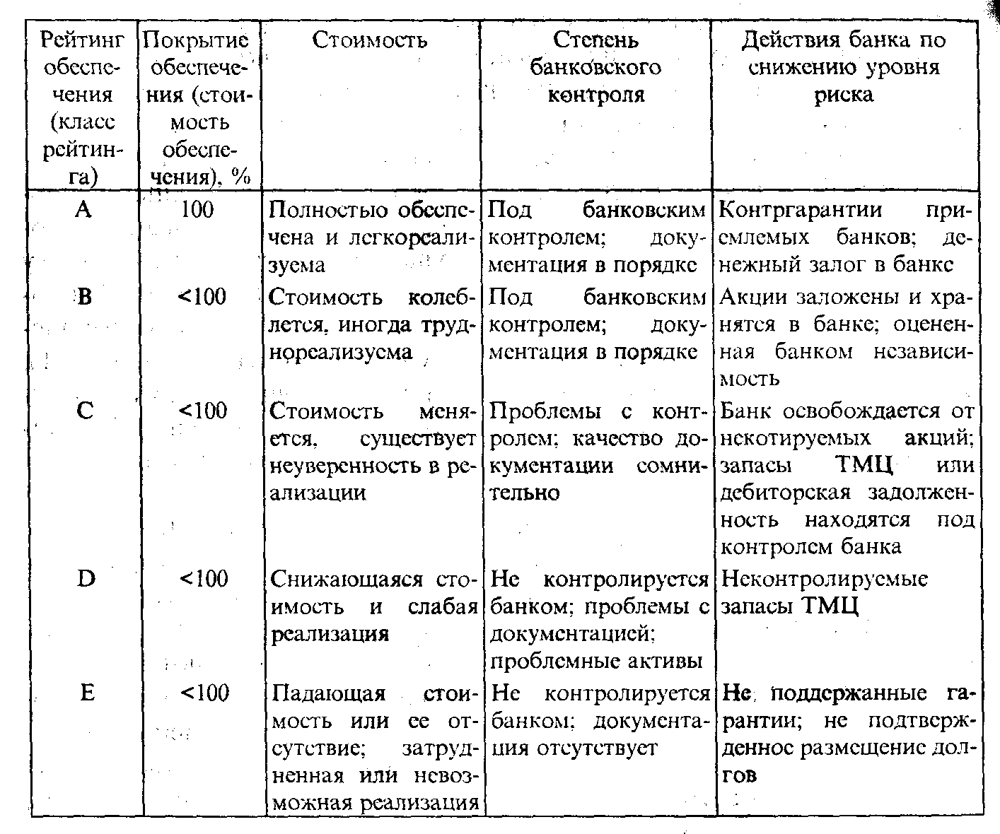 Рейтинг
обеспе-
чения
(класс
рейтин-
га)
Покрытие
обеспече-
ния (стои-
мость
обеспе-
чения), %
Стоимость
Степень
банковского
контроля
Действия банка по
снижению уровня
риска
A
100
Полностью обеспе-
чена и легкореали-
зуема
Под банковским
контролем; доку-
ментация в порядке
Контргарантии при-
емлемых банков; де-
нежный залог в банке
B
<100
Стоимость колеб-
лется, иногда труд-
нореализуема
Под банковским
контролем; доку-
ментация в порядке
Акции заложены и хра-
нятся в банке; оценен-
ная банком независи-
мость
C
<100
Стоимость меня-
ется, существует
неуверенность в ре-
ализации
Проблемы с конт-
ролем; качество до-
кументации сомни-
тельно
Банк освобождается от
некотируемых акций;
запасы ТМЦ или
дебиторская задолжен-
ность находятся под
контролем банка
D
<100
Снижающаяся сто-
имость и слабая
реализация
Не контролируется
банком; проблемы с
документацией;
проблемные активы
Неконтролируемые
запасы ТМЦ
E
<100
Падающая стои-
мость или ее от-
сутствие; затруд-
ненная или невоз-
можная реализация
Не контролируется
банком; документа-
ция отсутствует
Не поддержанные га-
рантии; не подтверж-
денное размещение дол-
гов